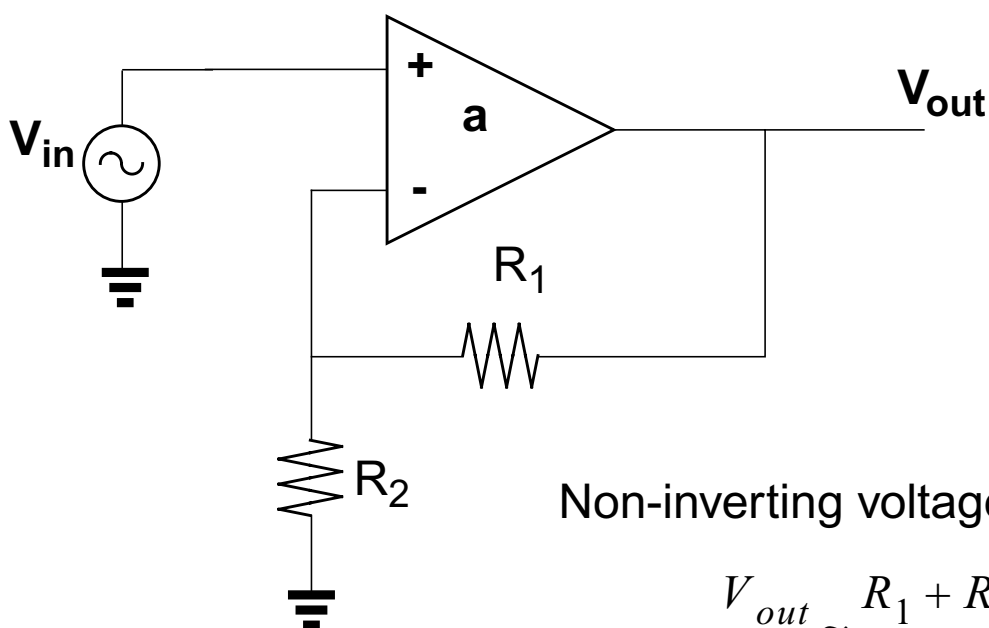 +
a
V_out
V_in
-
R_1
R_2
Non-inverting voltage
V_out R_1 + R